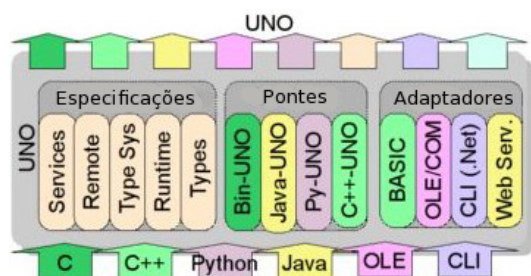 UNO
UNO
Especificações
Services
Remote
Type Sys
Runtime
Types
Pontes
Bin-UNO
Java-UNO
Py-UNO
C++-UNO
Adaptadores
BASIC
OLE/COM
CLI (.Net)
Web Serv.
C
C++
Python
Java
OLE
CLI